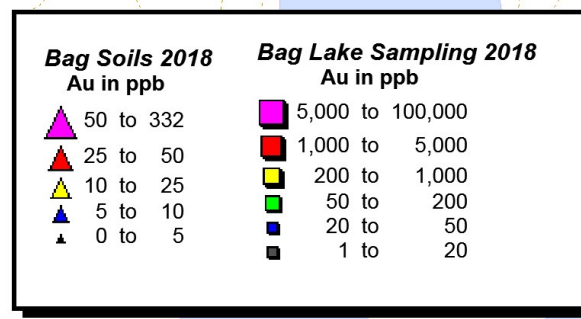 Bag Soils 2018
Au in ppb
50 to 332
25 to 50
10 to 25
5 to 10
0 to 5
Bag Lake Sampling 2018
Au in ppb
5,000 to 100,000
1,000 to 5,000
200 to 1,000
50 to 200
20 to 50
1 to 20